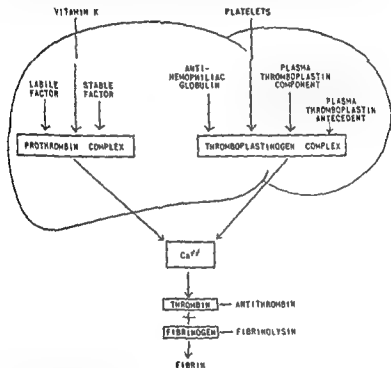 VITAMIN K
PLATELETS
ANTI-
HEMOPHILIAC
GLOBULIN
PLASMA
THROMBOPLASTIN
COMPONENT
LABILE
FACTOR
STABLE
FACTOR
PLASMA
THROMBOPLASTIN
ANTECEDENT
PROTHROMBIN COMPLEX
THROMBOPLASTINOGEN COMPLEX
Ca++
THROMBIN
ANTITHROMBIN
+
FIBRINOGEN
FIBRINOLYSIN
FIBRIN